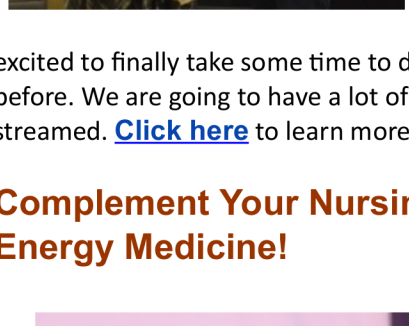 excited to finally take some time to d
before. We are going to have a lot of
streamed. Click here to learn more
Complement Your Nursin
Energy Medicine!